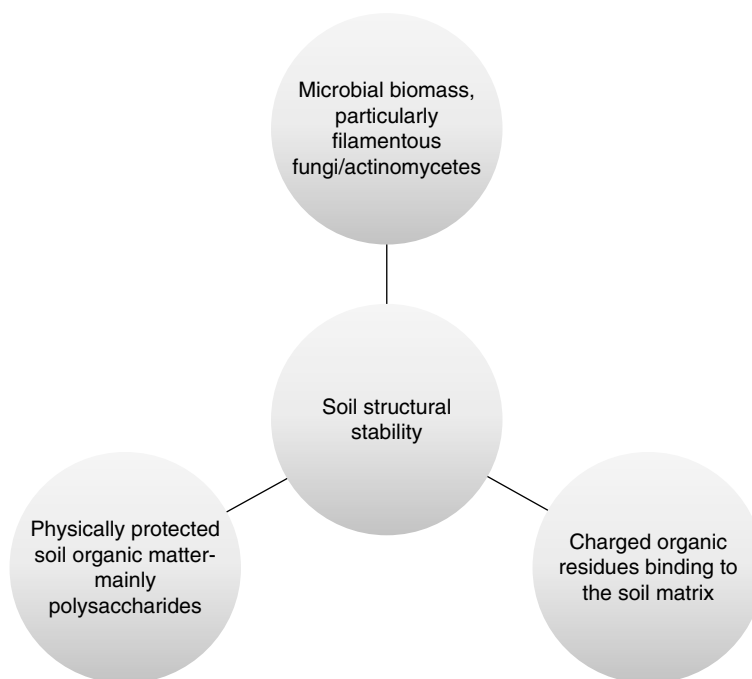 Microbial biomass,
particularly
filamentous
fungi/actinomycetes
Soil structural
stability
Physically protected
soil organic matter-
mainly
polysaccharides
Charged organic
residues binding to
the soil matrix